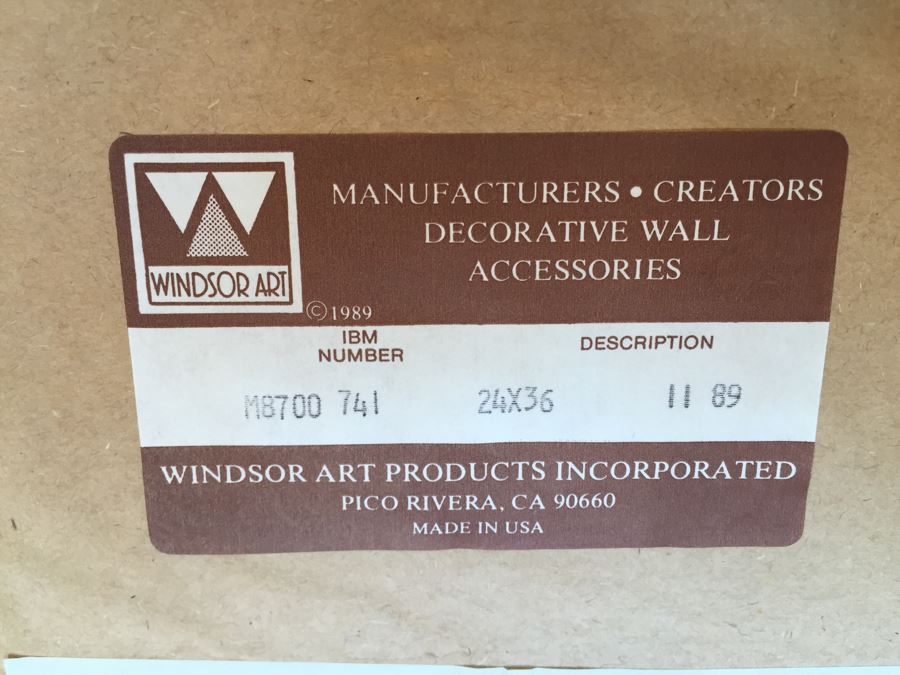 WINDSOR ART
MANUFACTURERS • CREATORS
DECORATIVE WALL
ACCESSORIES
©1989
IBM
NUMBER
DESCRIPTION
M8700 741 24X36 11 89
WINDSOR ART PRODUCTS INCORPORATED
PICO RIVERA, CA 90660
MADE IN USA